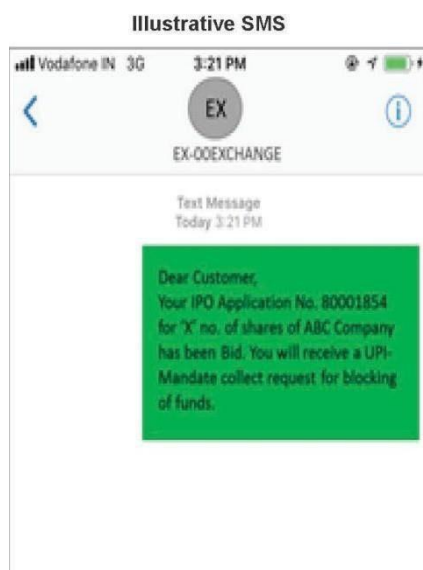 Illustrative SMS
Vodafone IN 3G 3:21 PM
EX
EX-00EXCHANGE
Text Message
Today 3:21 PM
Dear Customer,
Your IPO Application No. 80001854
for 'X' no. of shares of ABC Company
has been Bid. You will receive a UPI-
Mandate collect request for blocking
of funds.